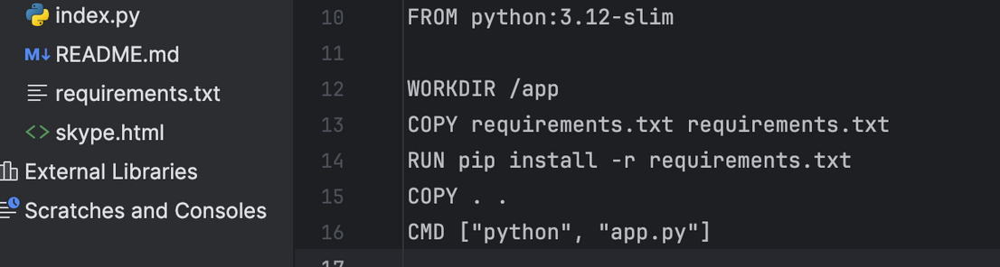 index.py
M↓ README.md
requirements.txt
<> skype.html
External Libraries
Scratches and Consoles
10 FROM python:3.12-slim
11
12 WORKDIR /app
13 COPY requirements.txt requirements.txt
14 RUN pip install -r requirements.txt
15 COPY . .
16 CMD ["python", "app.py"]
17